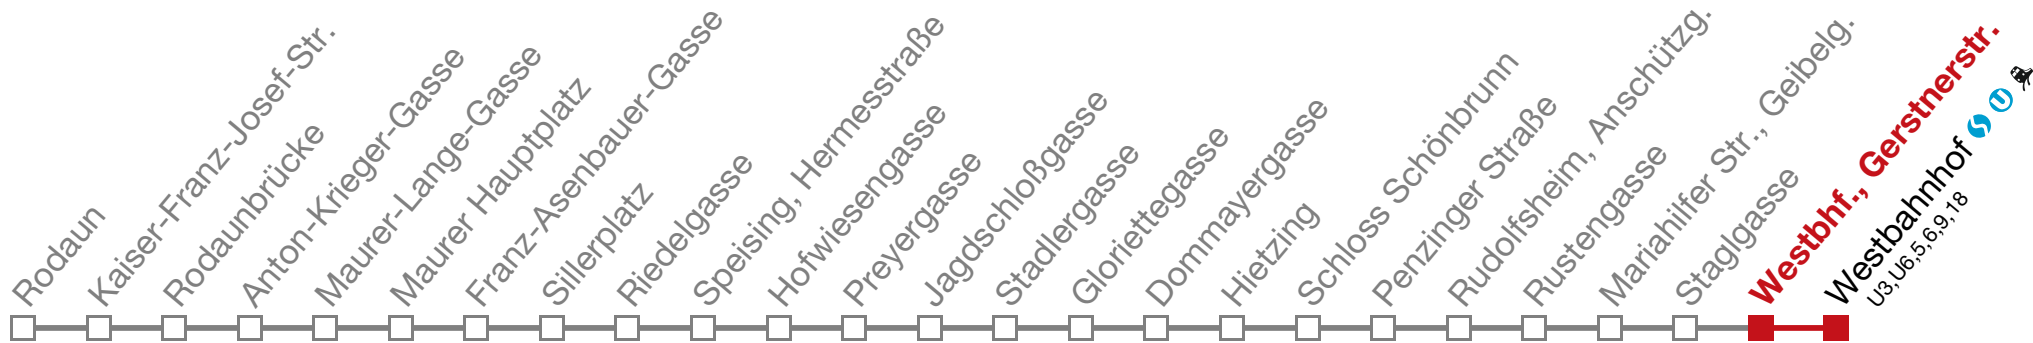 Rodaun
Kaiser-Franz-Josef-Str.
Rodaunbrücke
Anton-Krieger-Gasse
Maurer-Lange-Gasse
Maurer Hauptplatz
Franz-Asenbauer-Gasse
Sillerplatz
Riedelgasse
Speising, Hermesstraße
Hofwiesengasse
Preyergasse
Jagdschloßgasse
Stadlergasse
Gloriettegasse
Dommayergasse
Hietzing
Schloss Schönbrunn
Penzinger Straße
Rudolfsheim, Anschützg.
Rustengasse
Mariahilfer Str., Geibelg.
Staglgasse
Westbhf., Gerstnerstr.
Westbahnhof S U
U3,U6,5,6,9,18